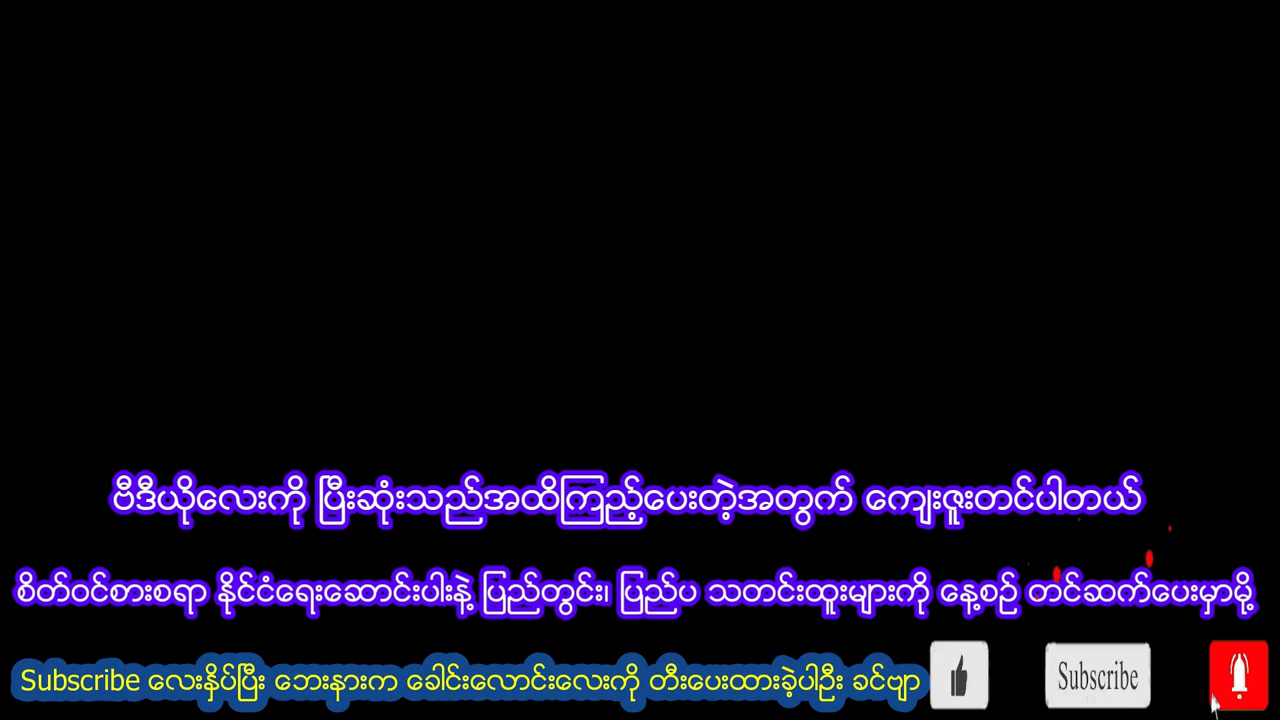 ဗီဒီယိုလေးကို ပြီးဆုံးသည်အထိကြည့်ပေးတဲ့အတွက် ကျေးဇူးတင်ပါတယ်
စိတ်ဝင်စားစရာ နိုင်ငံရေးဆောင်းပါးနဲ့ ပြည်တွင်း၊ ပြည်ပ သတင်းထူးများကို နေ့စဉ် တင်ဆက်ပေးမှာမို့
Subscribe လေးနှိပ်ပြီး ဘေးနားက ခေါင်းလောင်းလေးကို တီးပေးထားခဲ့ပါဦး ခင်ဗျာ
Subscribe